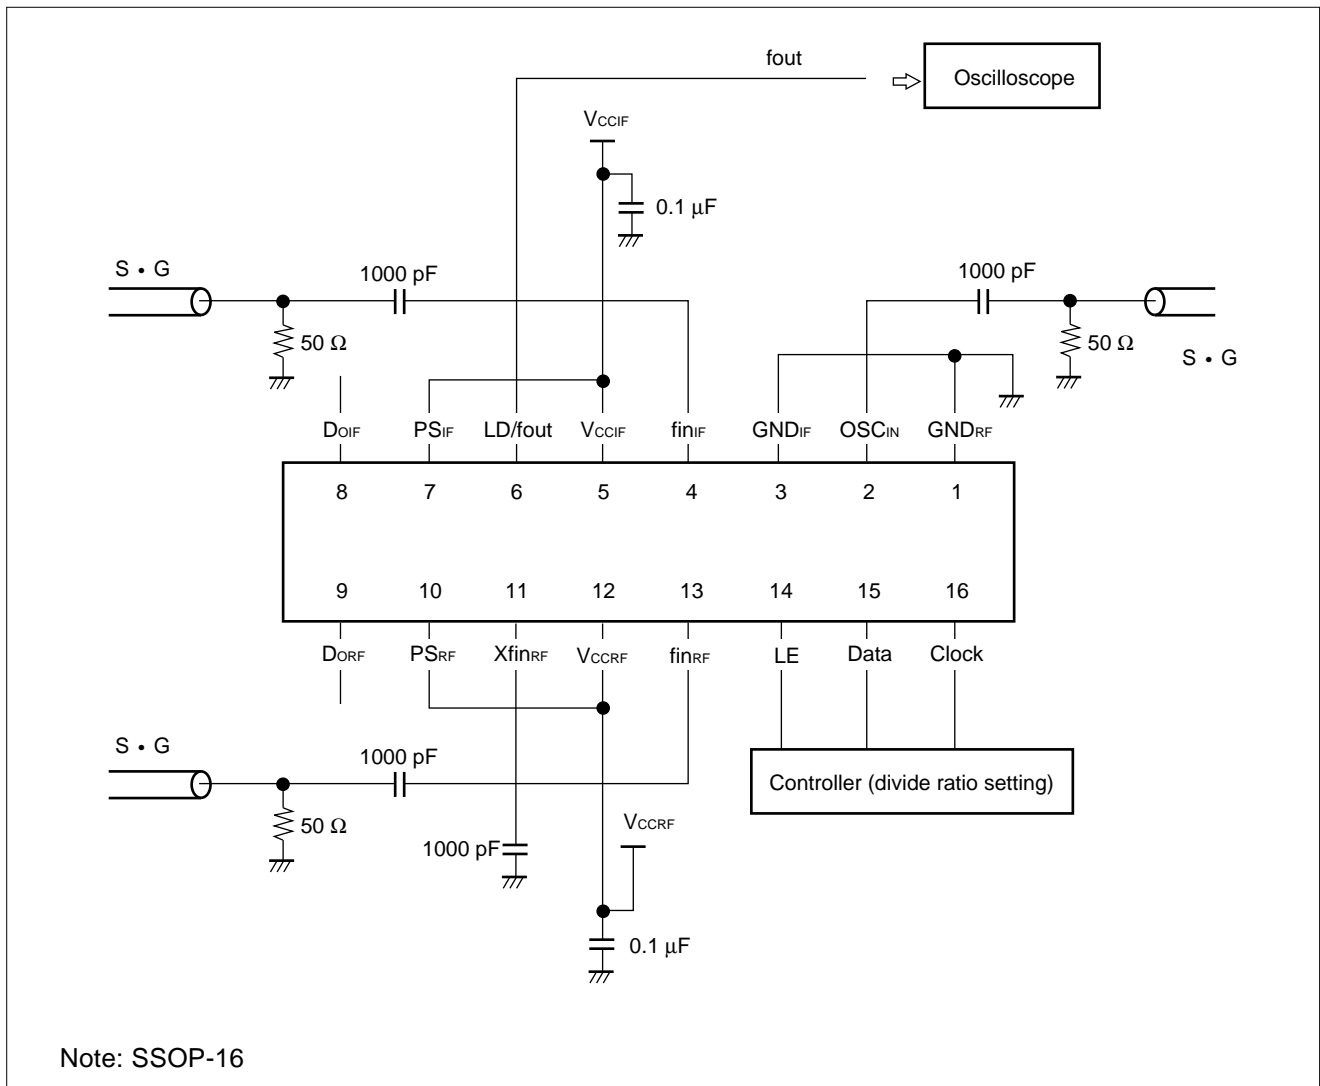 fout
Oscilloscope
VCCIF
0.1 μF
S • G
1000 pF
1000 pF
50 Ω
50 Ω
S • G
DOIF PSIF LD/fout VCCIF finIF GNDIF OSCIN GNDRF
8 7 6 5 4 3 2 1
9 10 11 12 13 14 15 16
DORF PSRF XfinRF VCCRF finRF LE Data Clock
S • G
1000 pF
Controller (divide ratio setting)
50 Ω
VCCRF
1000 pF
0.1 μF
Note: SSOP-16